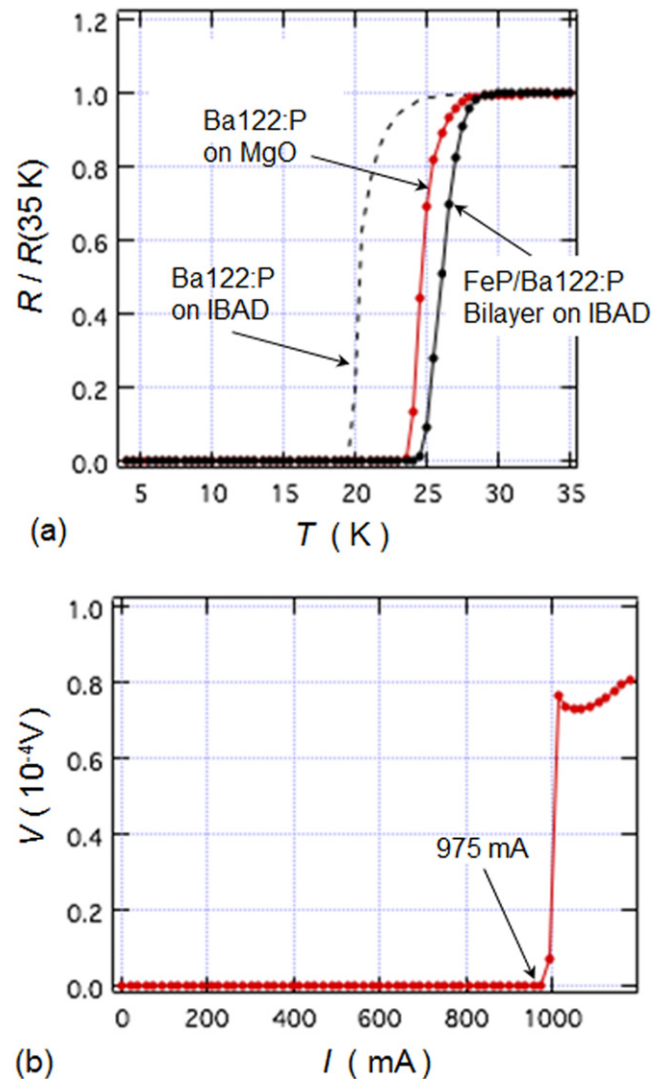 1.2
1.0
0.8
0.6
0.4
0.2
0.0
R / R(35 K)
Ba122:P
on MgO
Ba122:P
on IBAD
FeP/Ba122:P
Bilayer on IBAD
5 10 15 20 25 30 35
(a)
T ( K )
1.0
0.8
0.6
0.4
0.2
0.0
V ( 10-4V )
975 mA
0 200 400 600 800 1000
(b)
I ( mA )